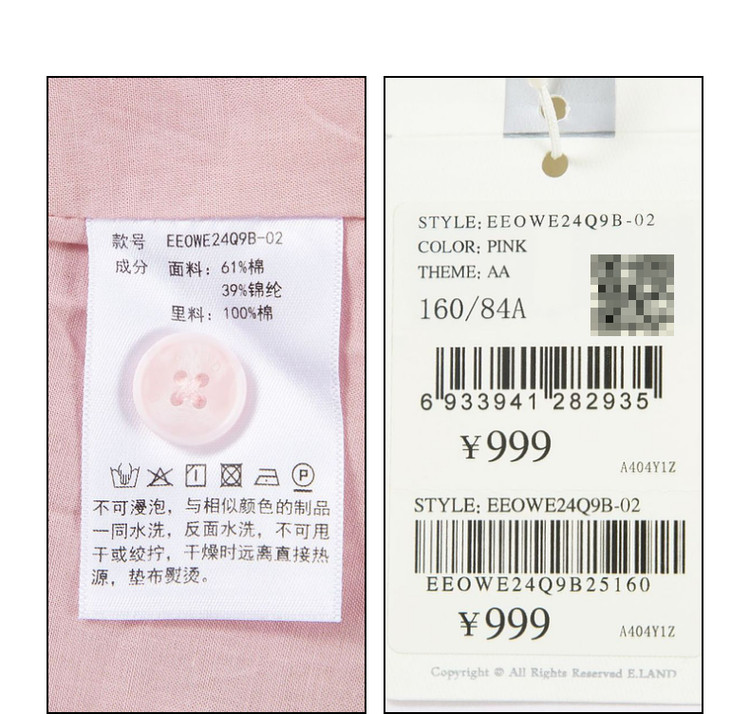 款号 EEOWE24Q9B-02
成分 面料: 61%棉
39%锦纶
里料: 100%棉
不可浸泡，与相似颜色的制品
一同水洗，反面水洗，不可甩
干或绞拧，干燥时远离直接热
源，垫布熨烫。
STYLE: EEOWE24Q9B-02
COLOR: PINK
THEME: AA
160/84A
6 933941 282935
¥999
A404Y1Z
STYLE: EEOWE24Q9B-02
EEOWE24Q9B25160
¥999
A404Y1Z
Copyright © All Rights Reserved E.LAND